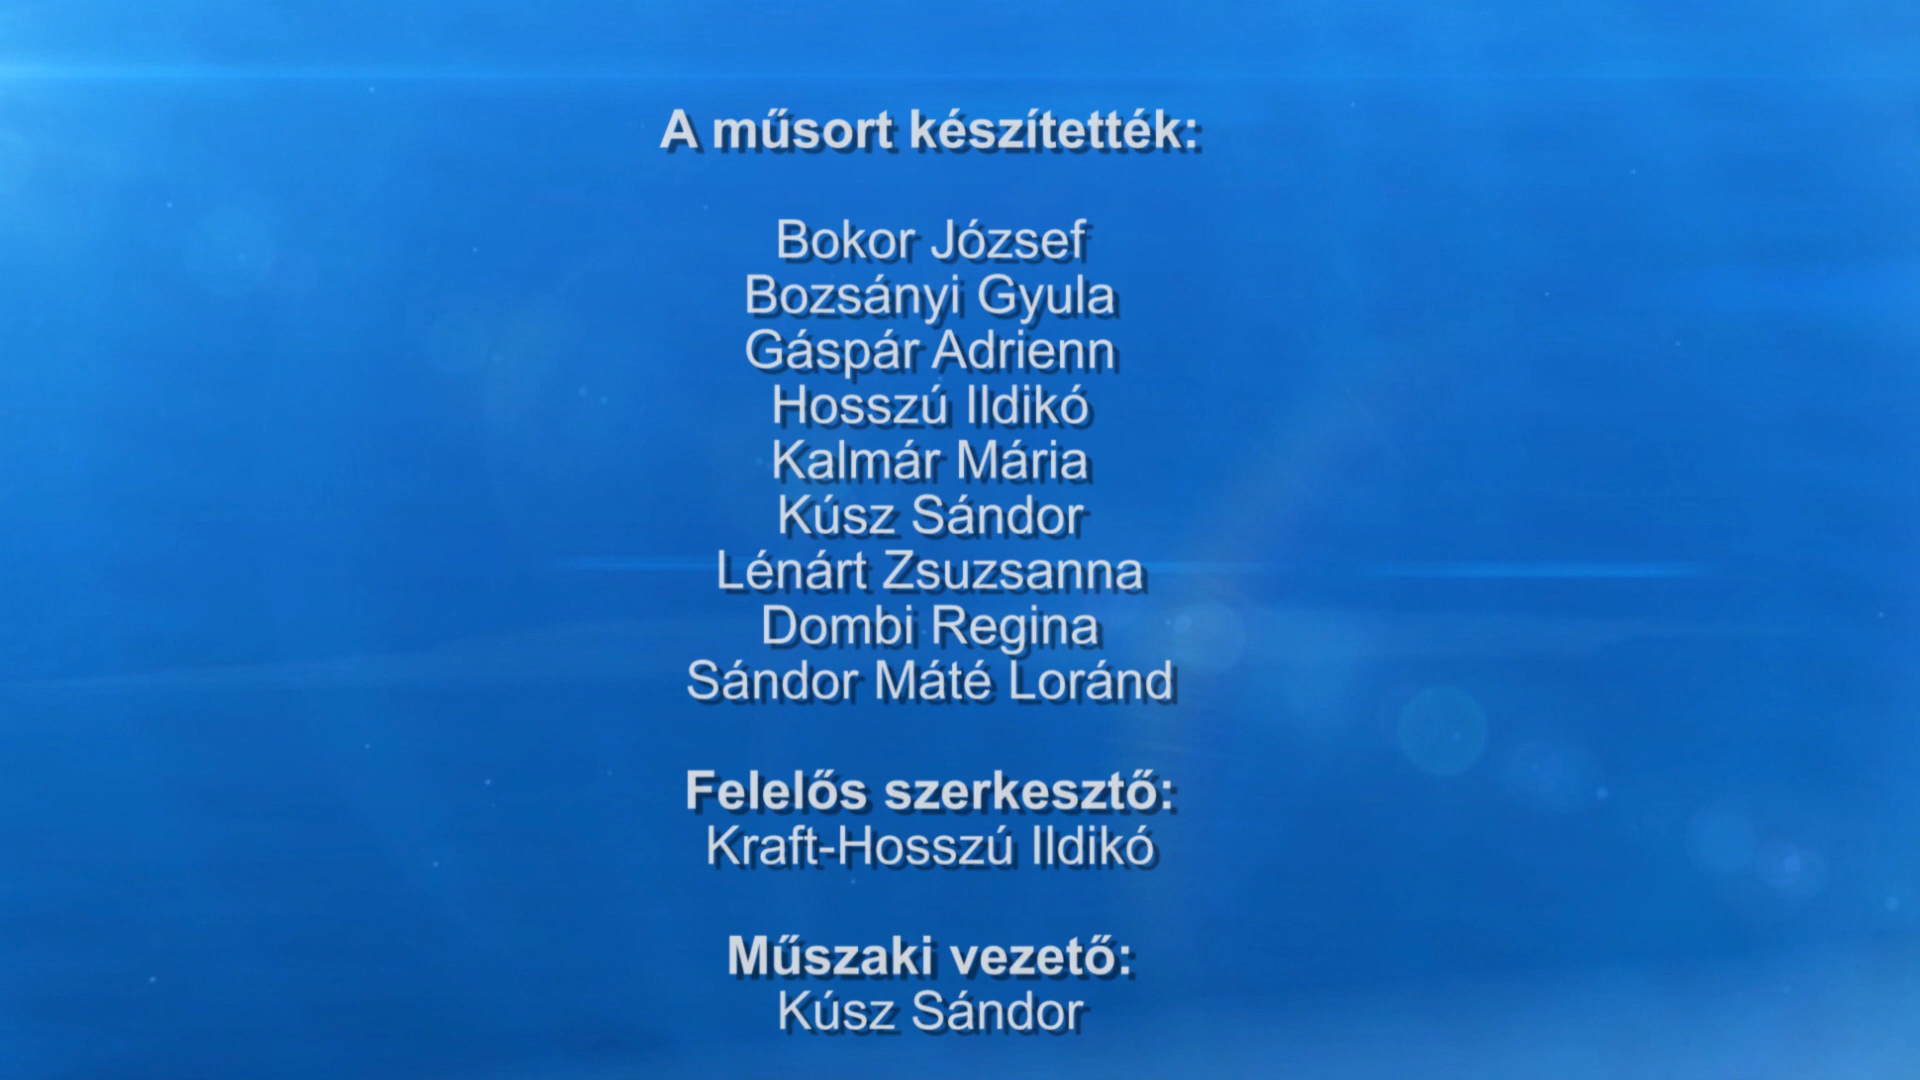 A műsort készítették:
Bokor József
Bozsányi Gyula
Gáspár Adrienn
Hosszú Ildikó
Kalmár Mária
Kúsz Sándor
Lénárt Zsuzsanna
Dombi Regina
Sándor Máté Loránd
Felelős szerkesztő:
Kraft-Hosszú Ildikó
Műszaki vezető:
Kúsz Sándor